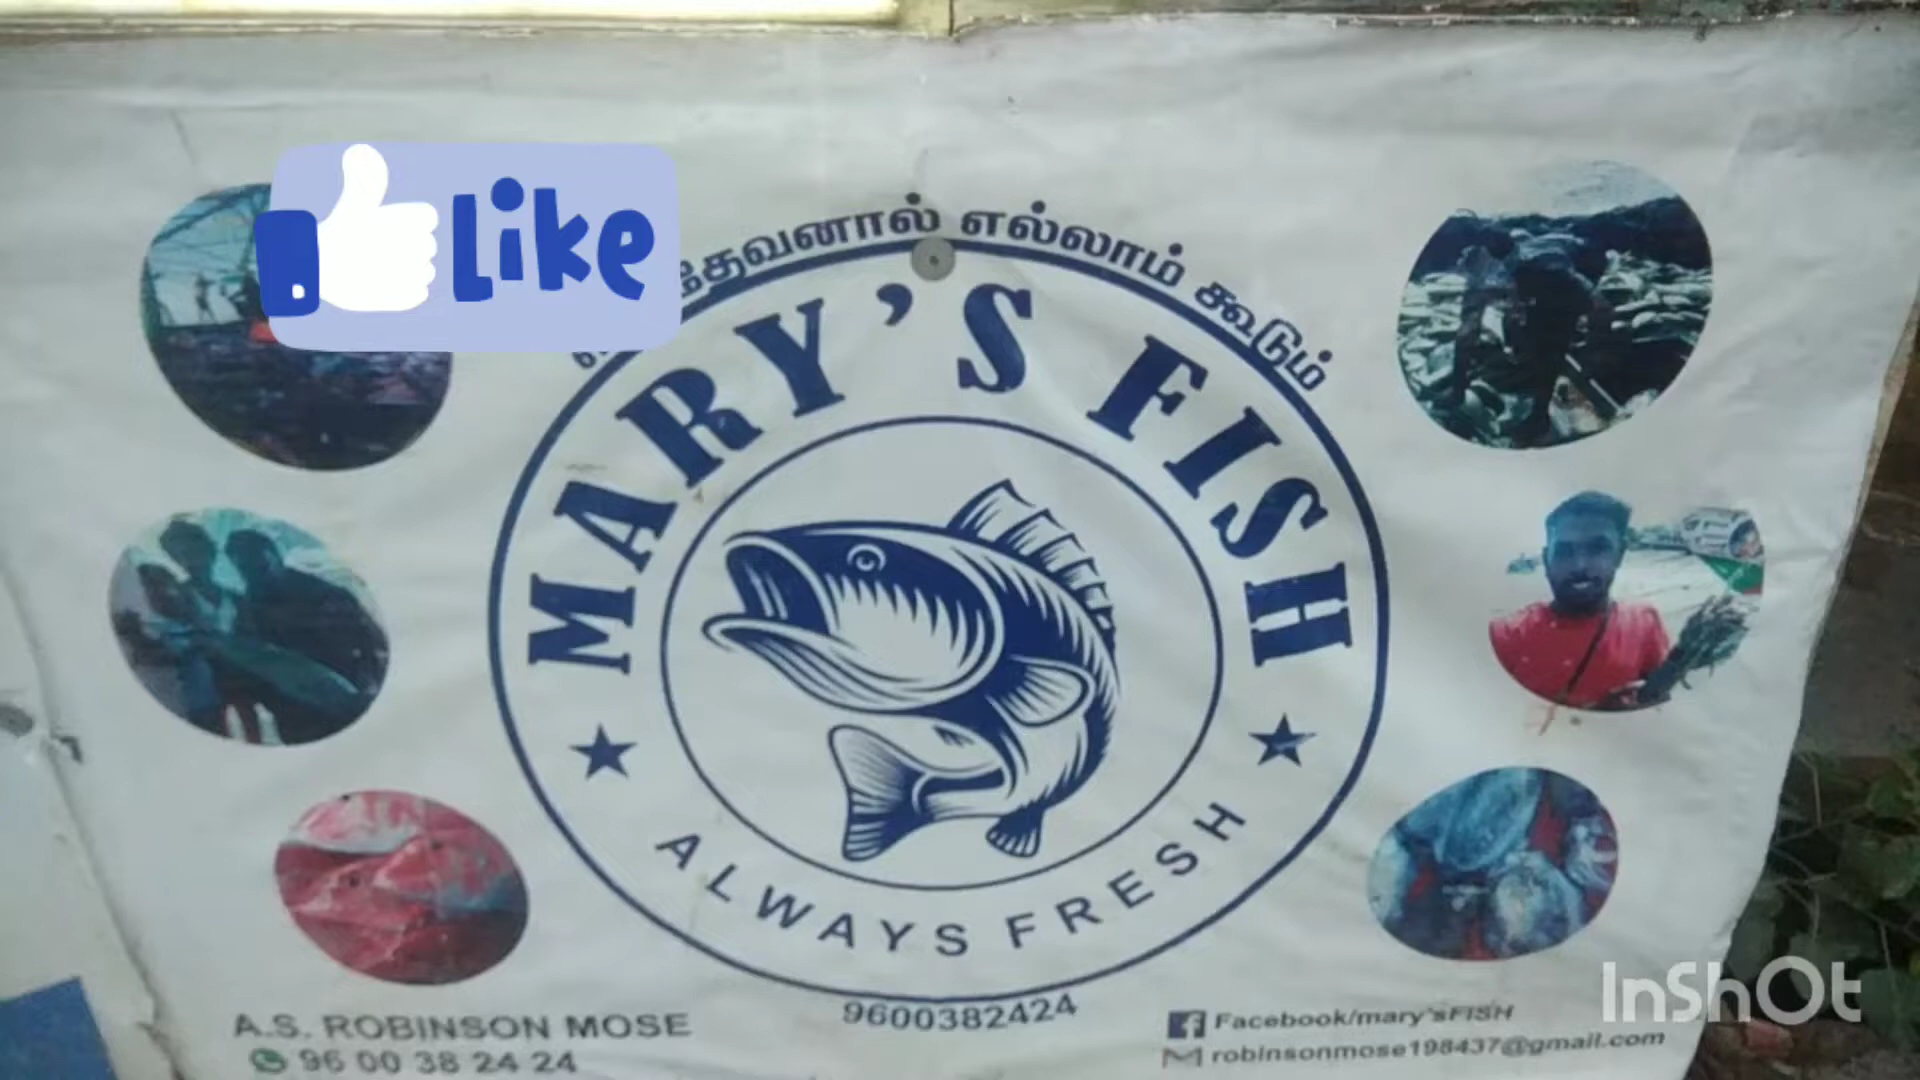 Like
தேவனால் எல்லாம் கூடும்
MARY'S FISH
ALWAYS FRESH
9600382424
A.S. ROBINSON MOSE
96 00 38 24 24
Facebook/mary'sFISH
robinsonmose198437@gmail.com
InShOt